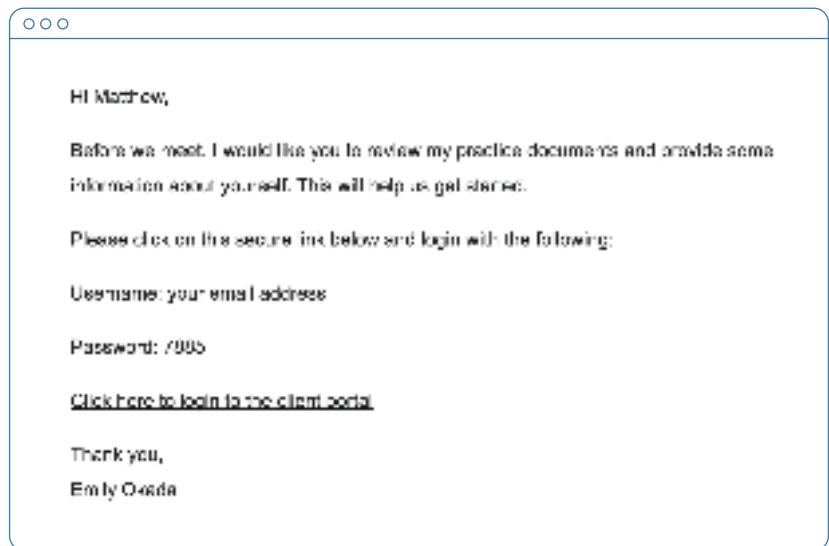 Hi Matthew,
Before we meet, I would like you to review my practice documents and provide some
information about yourself. This will help us get started.
Please click on this secure link below and login with the following:
Username: your email address
Password: 7885
Click here to login to the client portal
Thank you,
Emily Okada